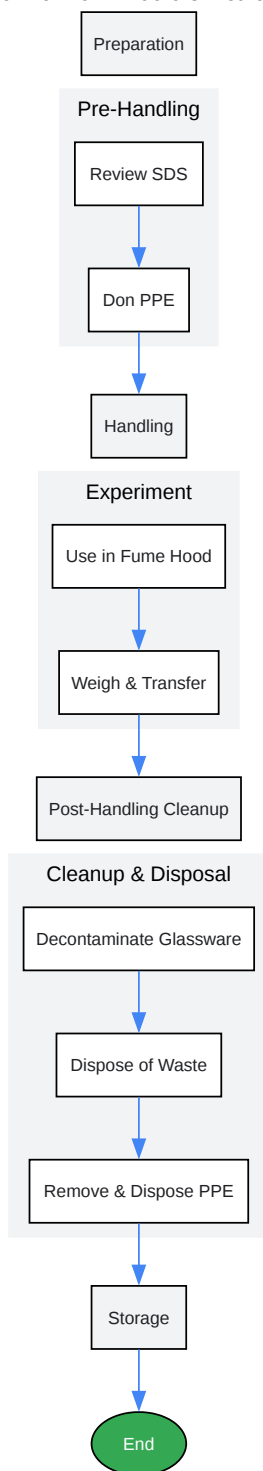 Preparation
Pre-Handling
Review SDS
Don PPE
Handling
Experiment
Use in Fume Hood
Weigh & Transfer
Post-Handling Cleanup
Cleanup & Disposal
Decontaminate Glassware
Dispose of Waste
Remove & Dispose PPE
Storage
End